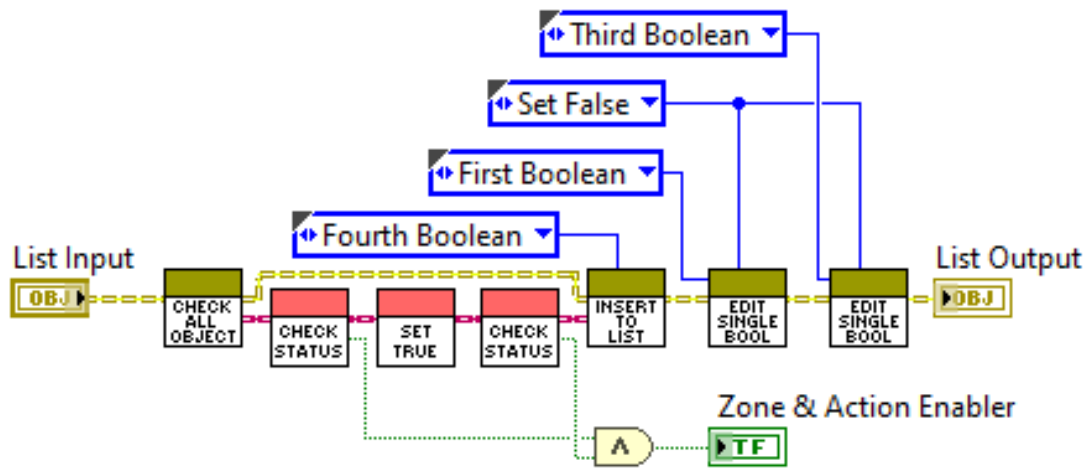 Third Boolean
Set False
First Boolean
Fourth Boolean
List Input
List Output
OBJ
CHECK
ALL
OBJECT
CHECK
STATUS
SET
TRUE
CHECK
STATUS
INSERT
TO
LIST
EDIT
SINGLE
BOOL
EDIT
SINGLE
BOOL
OBJ
Zone & Action Enabler
Λ
TF